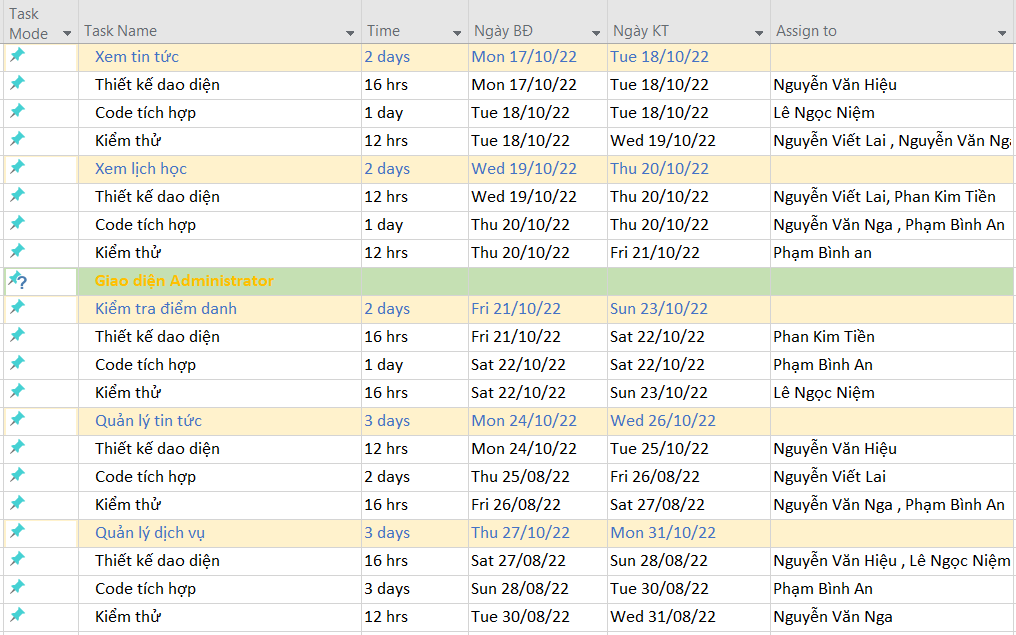 Task Mode Task Name Time Ngày BĐ Ngày KT Assign to
Xem tin tức 2 days Mon 17/10/22 Tue 18/10/22
Thiết kế dao diện 16 hrs Mon 17/10/22 Tue 18/10/22 Nguyễn Văn Hiệu
Code tích hợp 1 day Tue 18/10/22 Tue 18/10/22 Lê Ngọc Niệm
Kiểm thử 12 hrs Tue 18/10/22 Wed 19/10/22 Nguyễn Viết Lai , Nguyễn Văn Nga
Xem lịch học 2 days Wed 19/10/22 Thu 20/10/22
Thiết kế dao diện 12 hrs Wed 19/10/22 Thu 20/10/22 Nguyễn Viết Lai, Phan Kim Tiền
Code tích hợp 1 day Thu 20/10/22 Thu 20/10/22 Nguyễn Văn Nga , Phạm Bình An
Kiểm thử 12 hrs Thu 20/10/22 Fri 21/10/22 Phạm Bình an
? Giao diện Administrator
Kiểm tra điểm danh 2 days Fri 21/10/22 Sun 23/10/22
Thiết kế dao diện 16 hrs Fri 21/10/22 Sat 22/10/22 Phan Kim Tiền
Code tích hợp 1 day Sat 22/10/22 Sat 22/10/22 Phạm Bình An
Kiểm thử 16 hrs Sat 22/10/22 Sun 23/10/22 Lê Ngọc Niệm
Quản lý tin tức 3 days Mon 24/10/22 Wed 26/10/22
Thiết kế dao diện 12 hrs Mon 24/10/22 Tue 25/10/22 Nguyễn Văn Hiệu
Code tích hợp 2 days Thu 25/08/22 Fri 26/08/22 Nguyễn Viết Lai
Kiểm thử 16 hrs Fri 26/08/22 Sat 27/08/22 Nguyễn Văn Nga , Phạm Bình An
Quản lý dịch vụ 3 days Thu 27/10/22 Mon 31/10/22
Thiết kế dao diện 16 hrs Sat 27/08/22 Sun 28/08/22 Nguyễn Văn Hiệu , Lê Ngọc Niệm
Code tích hợp 3 days Sun 28/08/22 Tue 30/08/22 Phạm Bình An
Kiểm thử 12 hrs Tue 30/08/22 Wed 31/08/22 Nguyễn Văn Nga